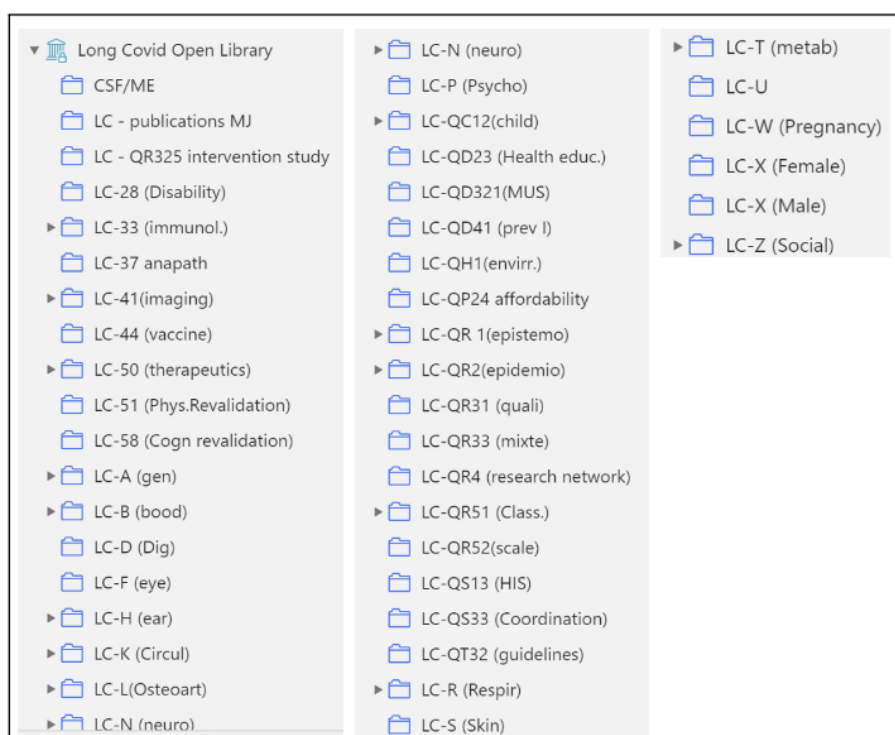 Long Covid Open Library
CSF/ME
LC - publications MJ
LC - QR325 intervention study
LC-28 (Disability)
LC-33 (immunol.)
LC-37 anapath
LC-41(imaging)
LC-44 (vaccine)
LC-50 (therapeutics)
LC-51 (Phys.Revalidation)
LC-58 (Cogn revalidation)
LC-A (gen)
LC-B (bood)
LC-D (Dig)
LC-F (eye)
LC-H (ear)
LC-K (Circul)
LC-L(Osteoart)
LC-N (neuro)
LC-N (neuro)
LC-P (Psycho)
LC-QC12(child)
LC-QD23 (Health educ.)
LC-QD321(MUS)
LC-QD41 (prev I)
LC-QH1(envirr.)
LC-QP24 affordability
LC-QR 1(epistemo)
LC-QR2(epidemio)
LC-QR31 (quali)
LC-QR33 (mixte)
LC-QR4 (research network)
LC-QR51 (Class.)
LC-QR52(scale)
LC-QS13 (HIS)
LC-QS33 (Coordination)
LC-QT32 (guidelines)
LC-R (Respir)
LC-S (Skin)
LC-T (metab)
LC-U
LC-W (Pregnancy)
LC-X (Female)
LC-X (Male)
LC-Z (Social)